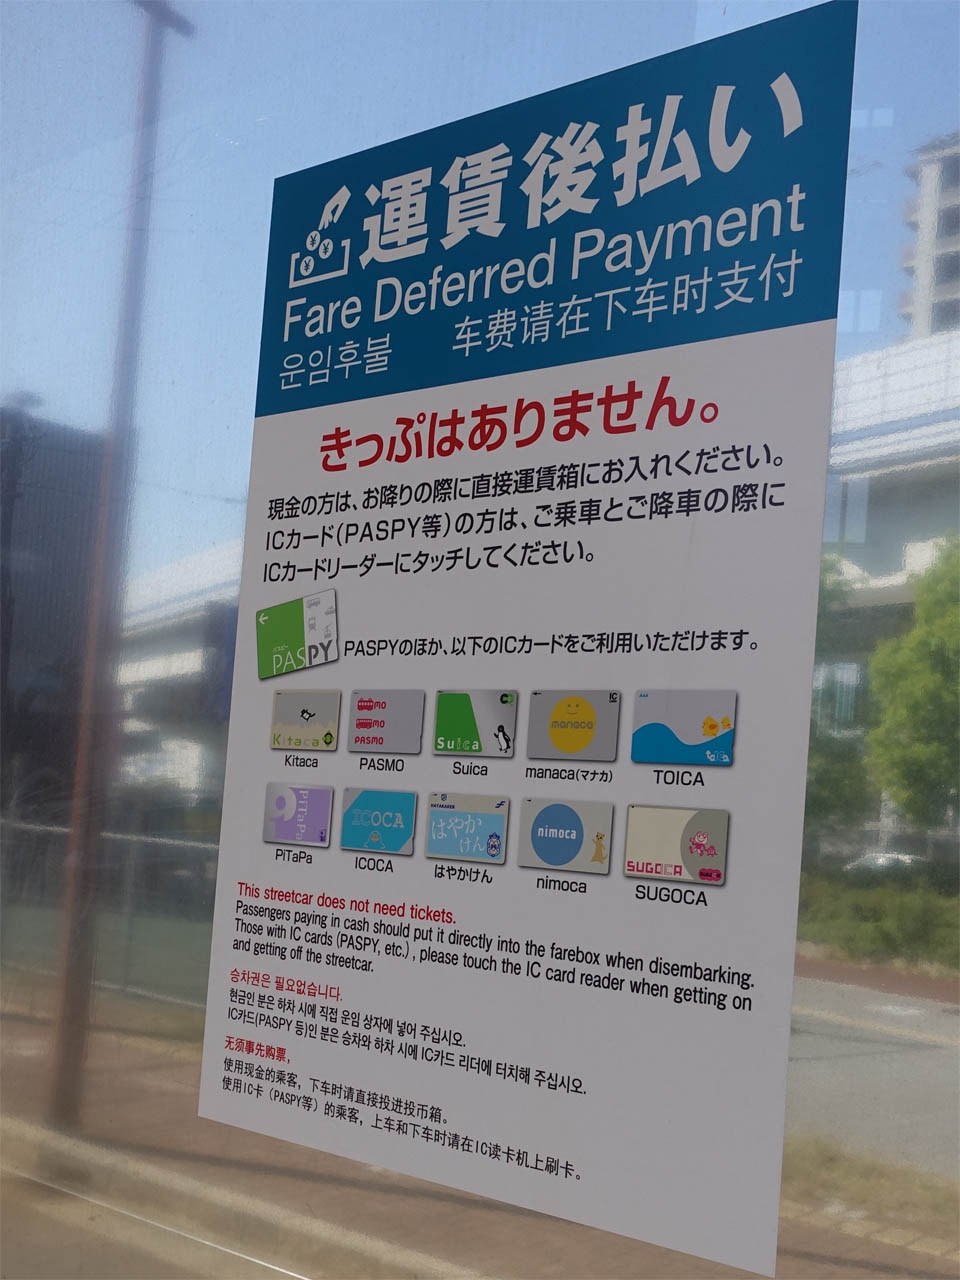 運賃後払い
Fare Deferred Payment
운임후불 车费请在下车时支付
きっぷはありません。
現金の方は、お降りの際に直接運賃箱にお入れください。
ICカード(PASPY等)の方は、ご乗車とご降車の際に
ICカードリーダーにタッチしてください。
PASPY
PASPYのほか、以下のICカードをご利用いただけます。
Kitaca
PASMO
Suica
manaca
IC
TOICA
Kitaca
PASMO
Suica
manaca(マナカ)
TOICA
PiTaPa
ICOCA
HAYAKAKEN
はやか
けん
nimoca
SUGOCA
PiTaPa
ICOCA
はやかけん
nimoca
SUGOCA
This streetcar does not need tickets.
Passengers paying in cash should put it directly into the farebox when disembarking.
Those with IC cards (PASPY, etc.) , please touch the IC card reader when getting on
and getting off the streetcar.
승차권은 필요없습니다.
현금인 분은 하차 시에 직접 운임 상자에 넣어 주십시오.
IC카드(PASPY 등)인 분은 승차와 하차 시에 IC카드 리더에 터치해 주십시오.
无须事先购票，
使用现金的乘客，下车时请直接投进投币箱。
使用IC卡（PASPY等）的乘客，上车和下车时请在IC读卡机上刷卡。